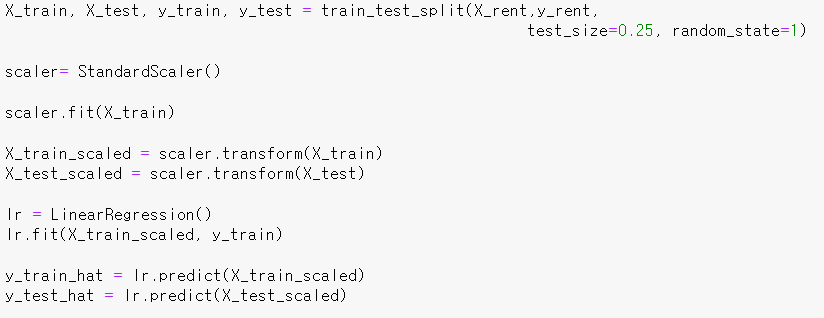 X_train, X_test, y_train, y_test = train_test_split(X_rent,y_rent,
test_size=0.25, random_state=1)
scaler= StandardScaler()
scaler.fit(X_train)
X_train_scaled = scaler.transform(X_train)
X_test_scaled = scaler.transform(X_test)
lr = LinearRegression()
lr.fit(X_train_scaled, y_train)
y_train_hat = lr.predict(X_train_scaled)
y_test_hat = lr.predict(X_test_scaled)